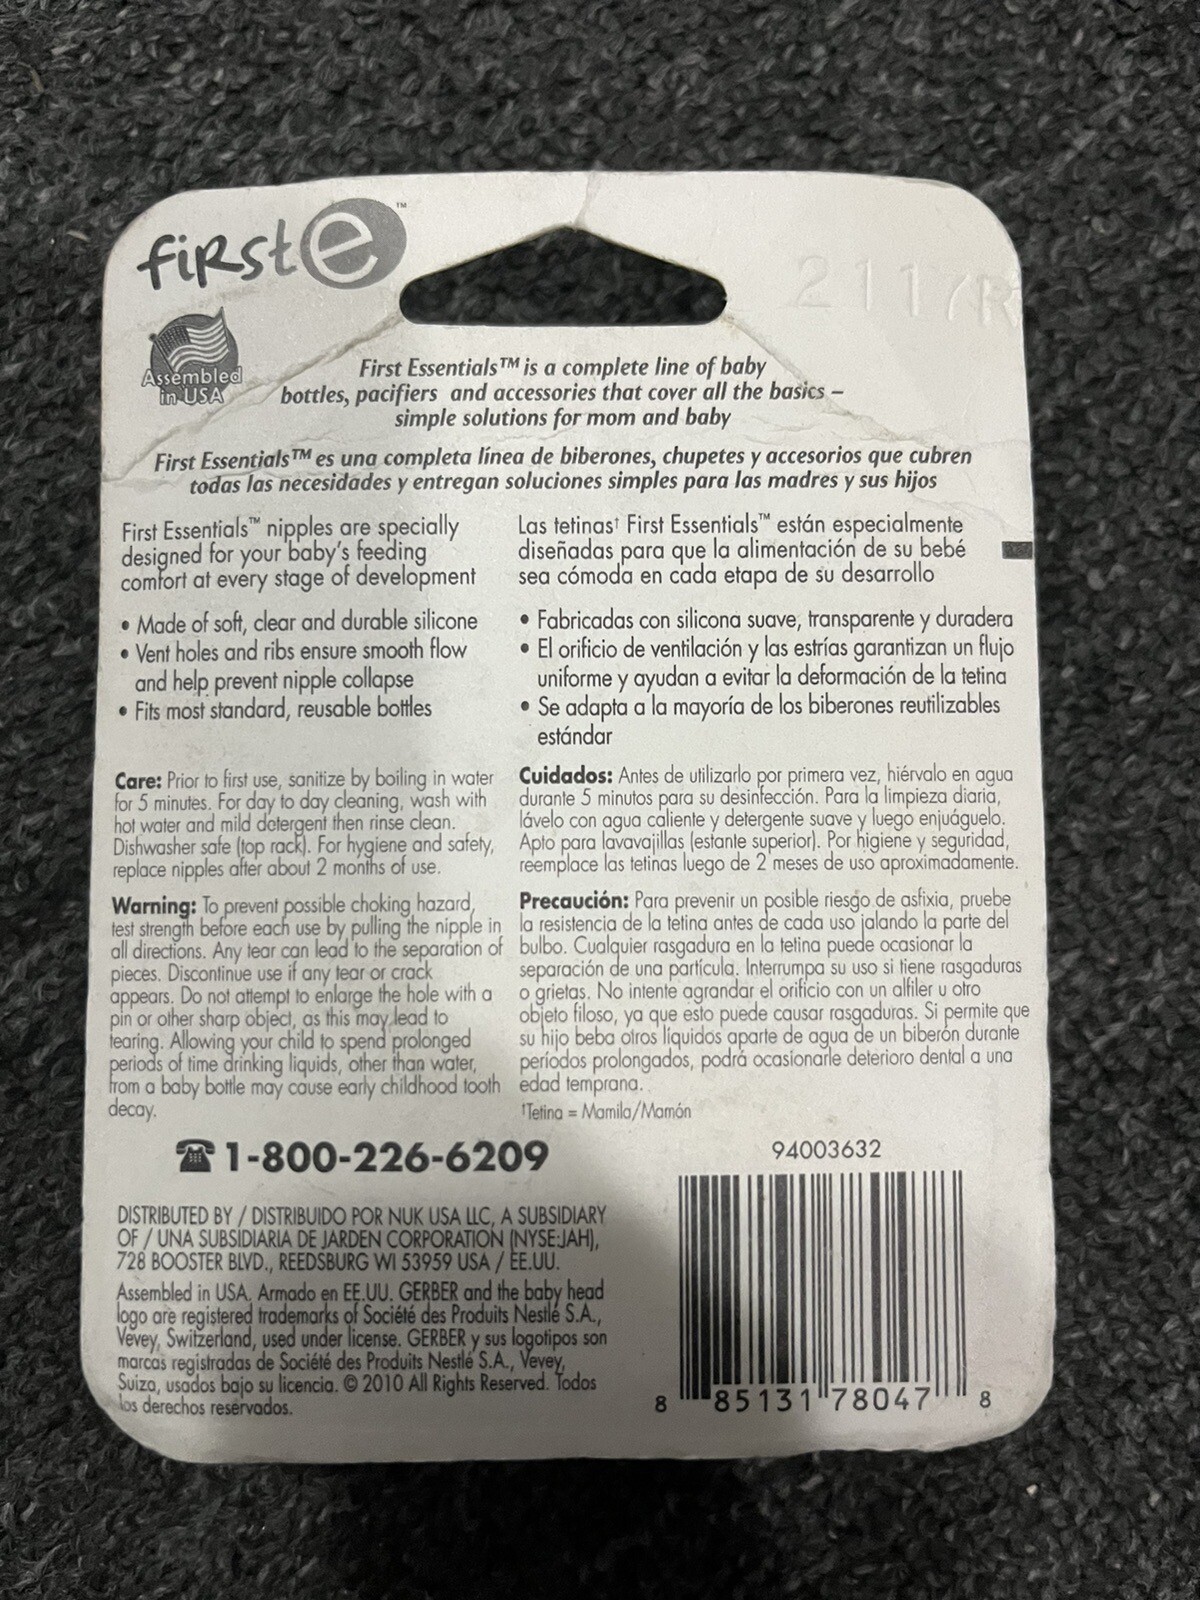 first e ™
2117R
Assembled
in USA
First Essentials™ is a complete line of baby
bottles, pacifiers and accessories that cover all the basics –
simple solutions for mom and baby
First Essentials™ es una completa línea de biberones, chupetes y accesorios que cubren
todas las necesidades y entregan soluciones simples para las madres y sus hijos
First Essentials™ nipples are specially
designed for your baby's feeding
comfort at every stage of development
• Made of soft, clear and durable silicone
• Vent holes and ribs ensure smooth flow
and help prevent nipple collapse
• Fits most standard, reusable bottles
Care: Prior to first use, sanitize by boiling in water
for 5 minutes. For day to day cleaning, wash with
hot water and mild detergent then rinse clean.
Dishwasher safe (top rack). For hygiene and safety,
replace nipples after about 2 months of use.
Warning: To prevent possible choking hazard,
test strength before each use by pulling the nipple in
all directions. Any tear can lead to the separation of
pieces. Discontinue use if any tear or crack
appears. Do not attempt to enlarge the hole with a
pin or other sharp object, as this may lead to
tearing. Allowing your child to spend prolonged
periods of time drinking liquids, other than water,
from a baby bottle may cause early childhood tooth
decay.
Las tetinas† First Essentials™ están especialmente
diseñadas para que la alimentación de su bebé
sea cómoda en cada etapa de su desarrollo
• Fabricadas con silicona suave, transparente y duradera
• El orificio de ventilación y las estrías garantizan un flujo
uniforme y ayudan a evitar la deformación de la tetina
• Se adapta a la mayoría de los biberones reutilizables
estándar
Cuidados: Antes de utilizarlo por primera vez, hiérvalo en agua
durante 5 minutos para su desinfección. Para la limpieza diaria,
lávelo con agua caliente y detergente suave y luego enjuáguelo.
Apto para lavavajillas (estante superior). Por higiene y seguridad,
reemplace las tetinas luego de 2 meses de uso aproximadamente.
Precaución: Para prevenir un posible riesgo de asfixia, pruebe
la resistencia de la tetina antes de cada uso jalando la parte del
bulbo. Cualquier rasgadura en la tetina puede ocasionar la
separación de una partícula. Interrumpa su uso si tiene rasgaduras
o grietas. No intente agrandar el orificio con un alfiler u otro
objeto filoso, ya que esto puede causar rasgaduras. Si permite que
su hijo beba otros líquidos aparte de agua de un biberón durante
períodos prolongados, podrá ocasionarle deterioro dental a una
edad temprana.
†Tetina = Mamila/Mamón
☎ 1-800-226-6209
DISTRIBUTED BY / DISTRIBUIDO POR NUK USA LLC, A SUBSIDIARY
OF / UNA SUBSIDIARIA DE JARDEN CORPORATION (NYSE:JAH),
728 BOOSTER BLVD., REEDSBURG WI 53959 USA / EE.UU.
Assembled in USA. Armado en EE.UU. GERBER and the baby head
logo are registered trademarks of Société des Produits Nestlé S.A.,
Vevey, Switzerland, used under license. GERBER y sus logotipos son
marcas registradas de Société des Produits Nestlé S.A., Vevey,
Suiza, usados bajo su licencia. © 2010 All Rights Reserved. Todos
los derechos reservados.
94003632
8 85131 78047 8